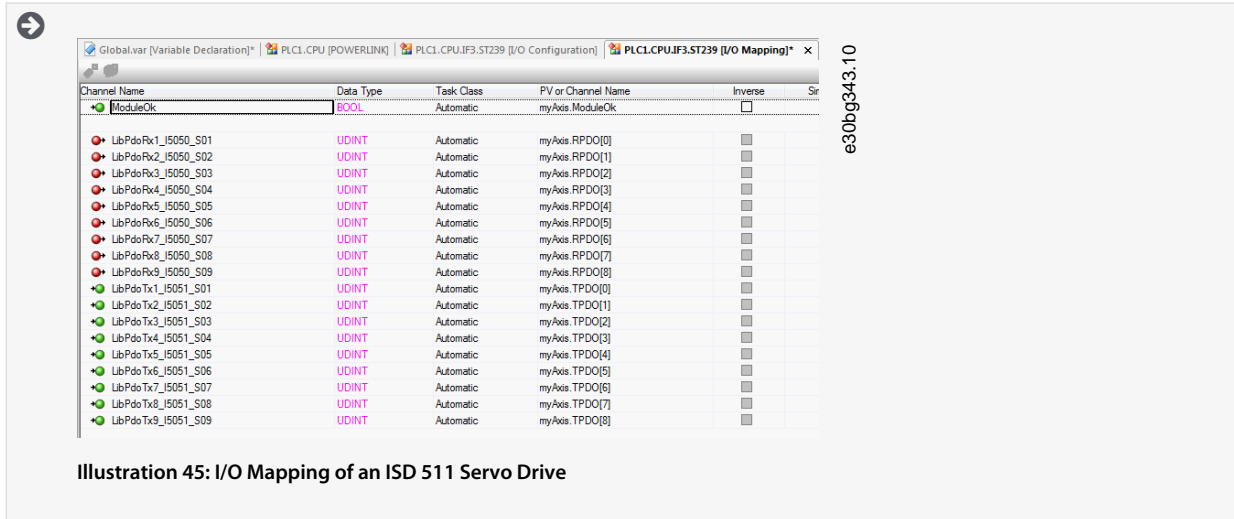 Global.var [Variable Declaration]* PLC1.CPU [POWERLINK] PLC1.CPU.IF3.ST239 [I/O Configuration] PLC1.CPU.IF3.ST239 [I/O Mapping]* ×
Channel Name Data Type Task Class PV or Channel Name Inverse Sir
ModuleOk BOOL Automatic myAxis.ModuleOk
LibPdoRx1_I5050_S01 UDINT Automatic myAxis.RPDO[0]
LibPdoRx2_I5050_S02 UDINT Automatic myAxis.RPDO[1]
LibPdoRx3_I5050_S03 UDINT Automatic myAxis.RPDO[2]
LibPdoRx4_I5050_S04 UDINT Automatic myAxis.RPDO[3]
LibPdoRx5_I5050_S05 UDINT Automatic myAxis.RPDO[4]
LibPdoRx6_I5050_S06 UDINT Automatic myAxis.RPDO[5]
LibPdoRx7_I5050_S07 UDINT Automatic myAxis.RPDO[6]
LibPdoRx8_I5050_S08 UDINT Automatic myAxis.RPDO[7]
LibPdoRx9_I5050_S09 UDINT Automatic myAxis.RPDO[8]
LibPdoTx1_I5051_S01 UDINT Automatic myAxis.TPDO[0]
LibPdoTx2_I5051_S02 UDINT Automatic myAxis.TPDO[1]
LibPdoTx3_I5051_S03 UDINT Automatic myAxis.TPDO[2]
LibPdoTx4_I5051_S04 UDINT Automatic myAxis.TPDO[3]
LibPdoTx5_I5051_S05 UDINT Automatic myAxis.TPDO[4]
LibPdoTx6_I5051_S06 UDINT Automatic myAxis.TPDO[5]
LibPdoTx7_I5051_S07 UDINT Automatic myAxis.TPDO[6]
LibPdoTx8_I5051_S08 UDINT Automatic myAxis.TPDO[7]
LibPdoTx9_I5051_S09 UDINT Automatic myAxis.TPDO[8]
e30bg343.10
Illustration 45: I/O Mapping of an ISD 511 Servo Drive